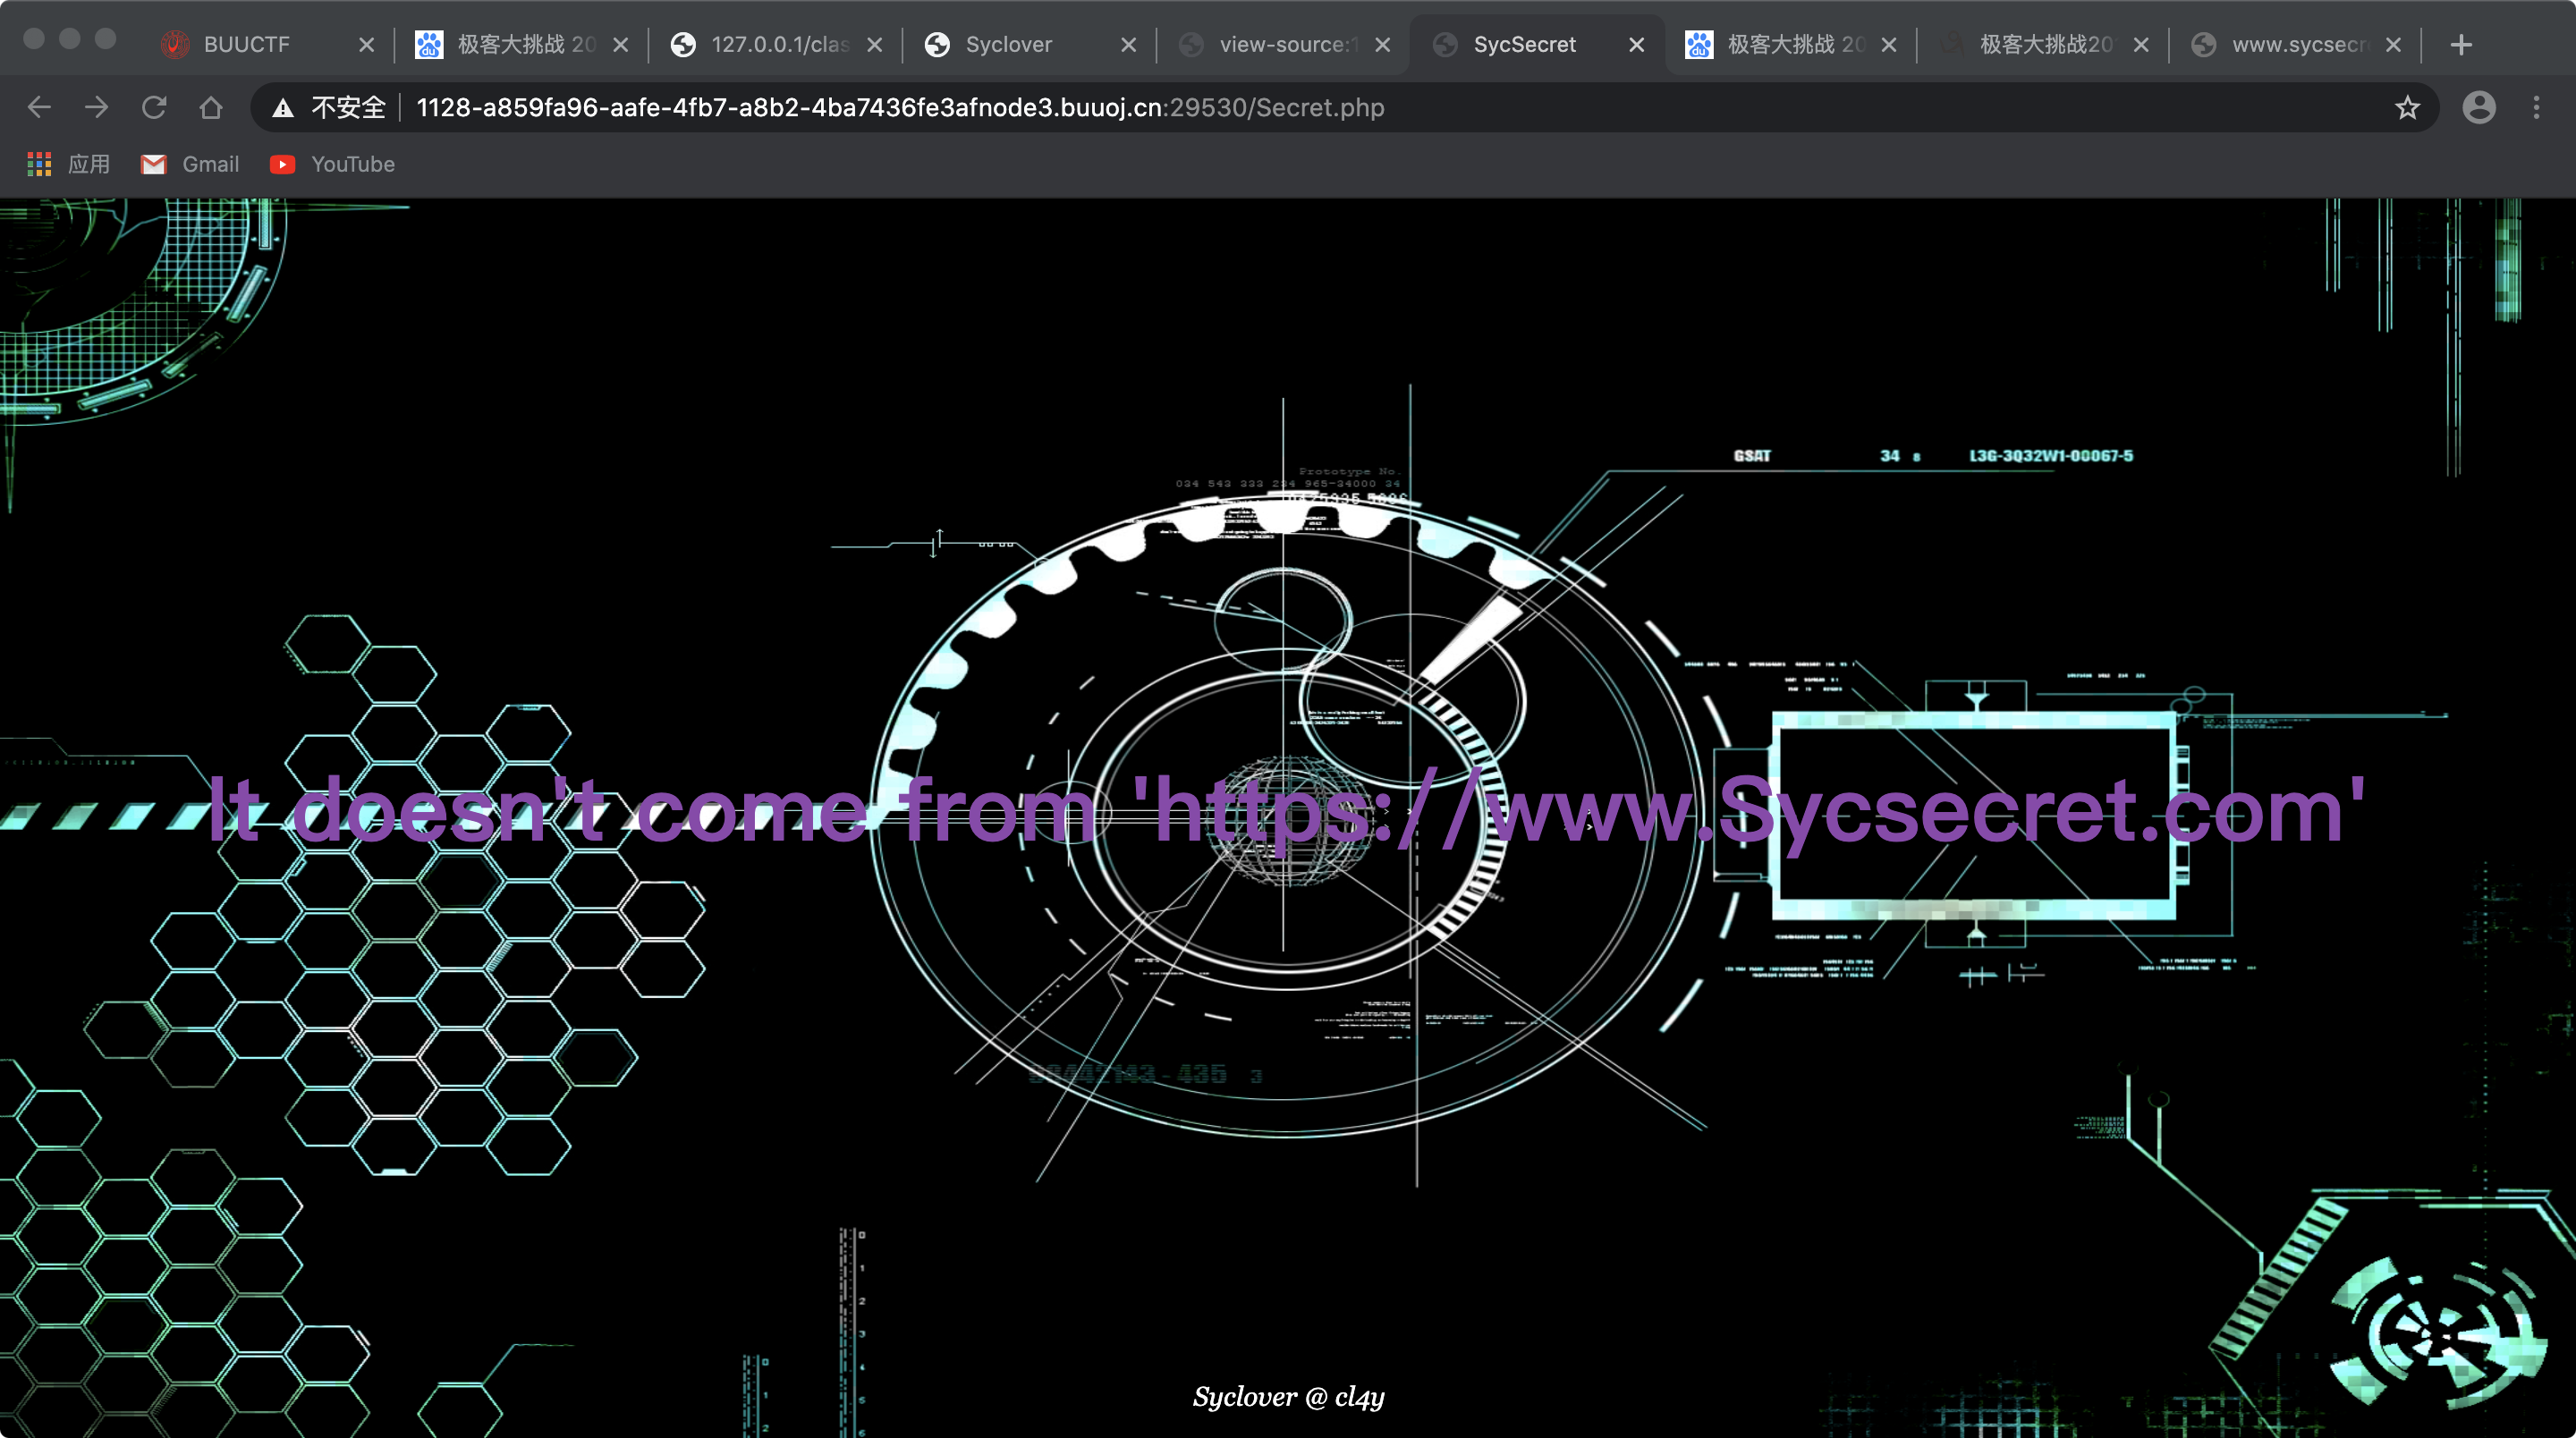 BUUCTF
极客大挑战 20
127.0.0.1/clas
Syclover
view-source:1
SycSecret
极客大挑战 20
极客大挑战20
www.sycsecr
不安全
1128-a859fa96-aafe-4fb7-a8b2-4ba7436fe3afnode3.buuoj.cn:29530/Secret.php
应用
Gmail
YouTube
GSAT 34 8 L3G-3Q32W1-00067-5
Prototype No.
034 543 333 234 965-34000 34
It doesn't come from 'https://www.Sycsecret.com'
Syclover @ cl4y